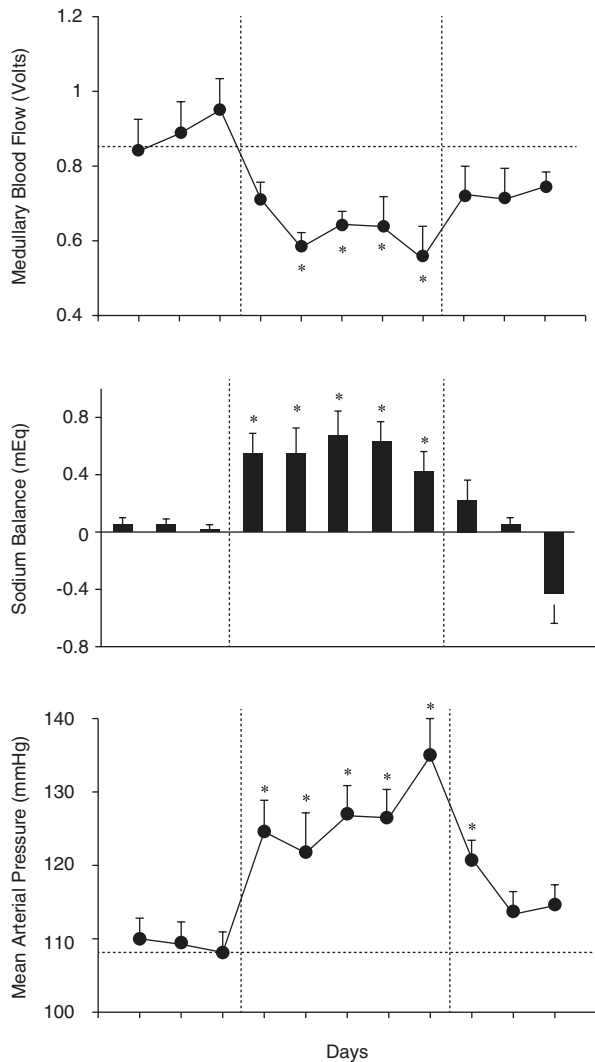 Medullary Blood Flow (Volts)
1.2
1
0.8
0.6
0.4
* * * * *
Sodium Balance (mEq)
0.8
0.4
0
-0.4
-0.8
* * * * *
Mean Arterial Pressure (mmHg)
140
130
120
110
100
* * * * * *
Days